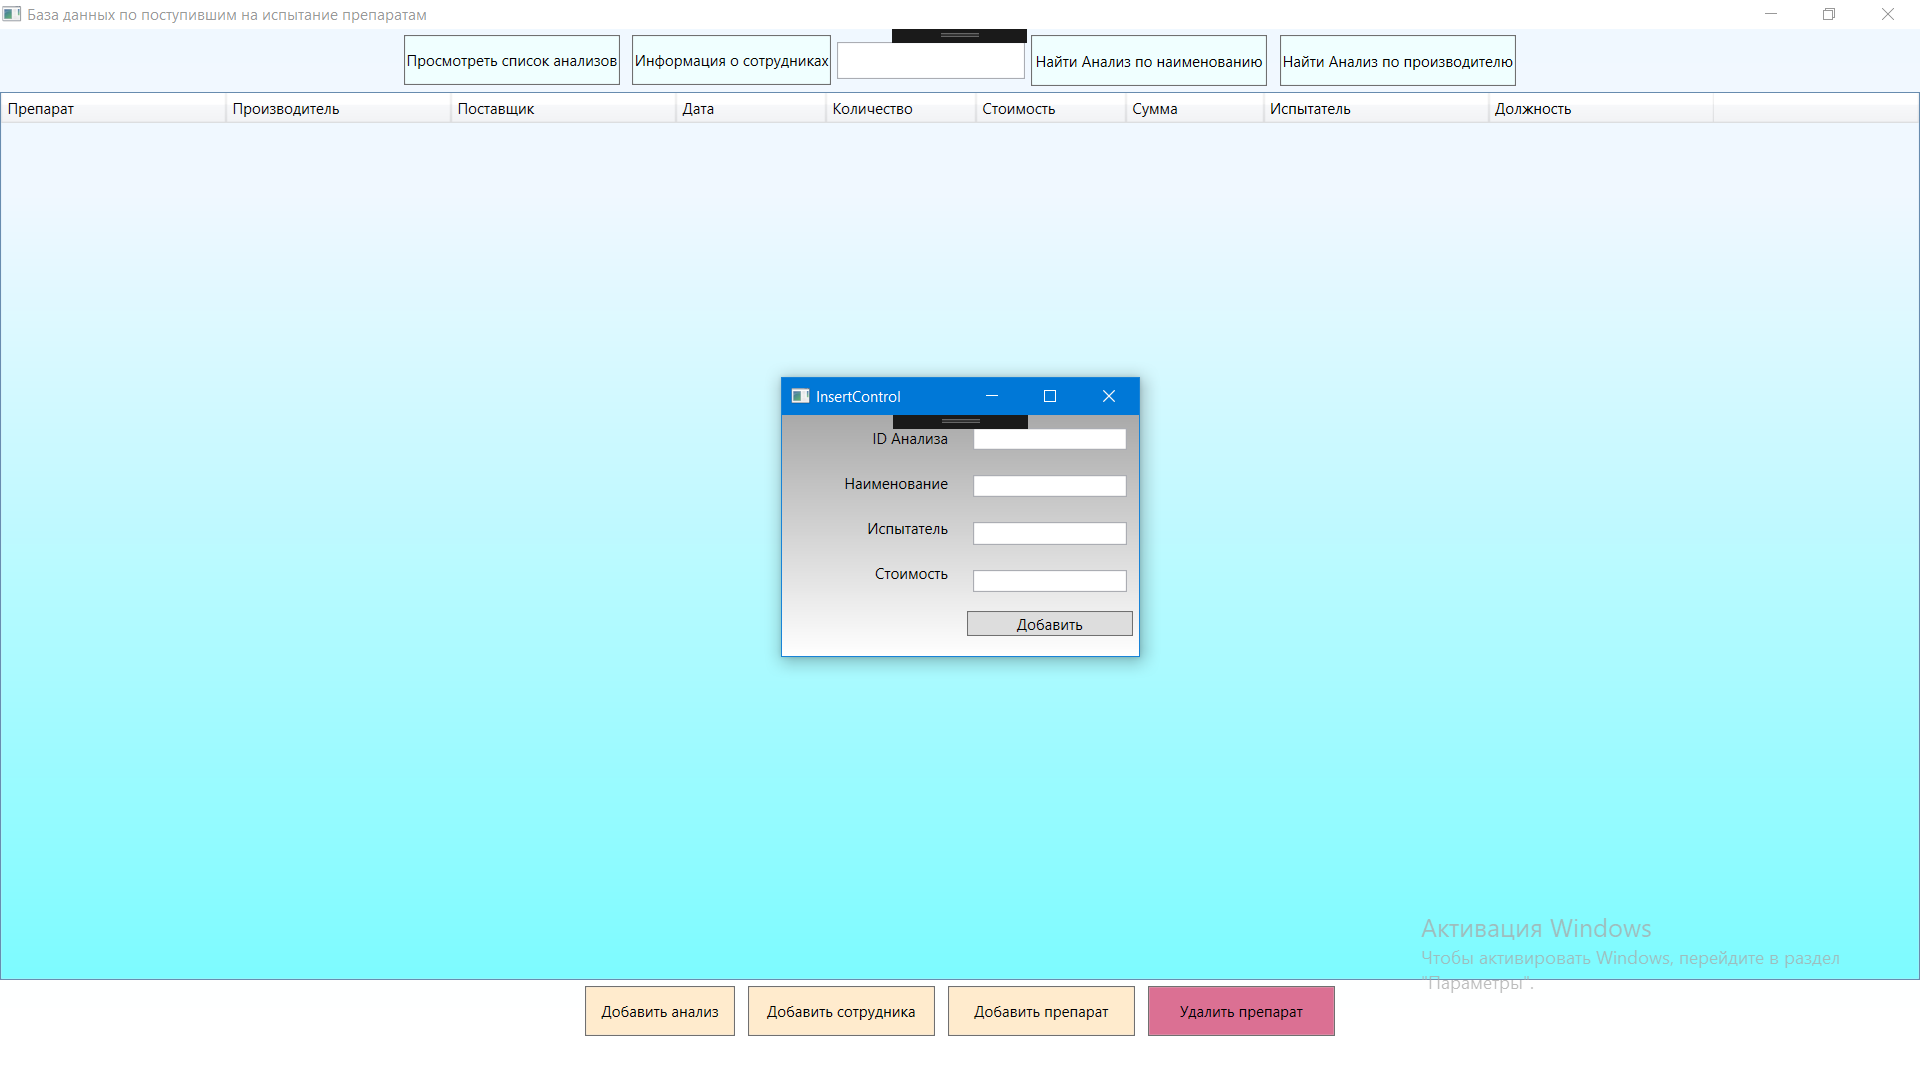 База данных по поступившим на испытание препаратам
Просмотреть список анализов Информация о сотрудниках Найти Анализ по наименованию Найти Анализ по производителю
Препарат Производитель Поставщик Дата Количество Стоимость Сумма Испытатель Должность
InsertControl
ID Анализа
Наименование
Испытатель
Стоимость
Добавить
Активация Windows
Чтобы активировать Windows, перейдите в раздел
"Параметры".
Добавить анализ Добавить сотрудника Добавить препарат Удалить препарат